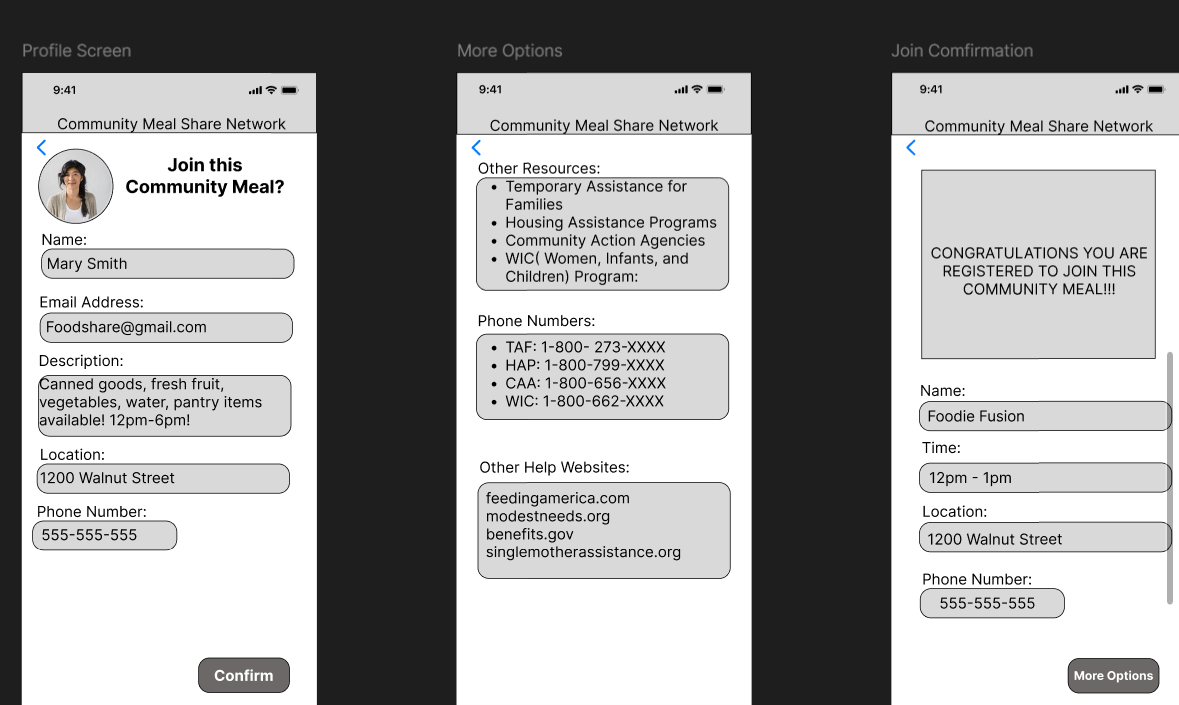 Profile Screen
9:41
Community Meal Share Network
Join this
Community Meal?
Name:
Mary Smith
Email Address:
Foodshare@gmail.com
Description:
Canned goods, fresh fruit,
vegetables, water, pantry items
available! 12pm-6pm!
Location:
1200 Walnut Street
Phone Number:
555-555-555
Confirm
More Options
9:41
Community Meal Share Network
Other Resources:
• Temporary Assistance for
Families
• Housing Assistance Programs
• Community Action Agencies
• WIC( Women, Infants, and
Children) Program:
Phone Numbers:
• TAF: 1-800- 273-XXXX
• HAP: 1-800-799-XXXX
• CAA: 1-800-656-XXXX
• WIC: 1-800-662-XXXX
Other Help Websites:
feedingamerica.com
modestneeds.org
benefits.gov
singlemotherassistance.org
Join Comfirmation
9:41
Community Meal Share Network
CONGRATULATIONS YOU ARE
REGISTERED TO JOIN THIS
COMMUNITY MEAL!!!
Name:
Foodie Fusion
Time:
12pm - 1pm
Location:
1200 Walnut Street
Phone Number:
555-555-555
More Options